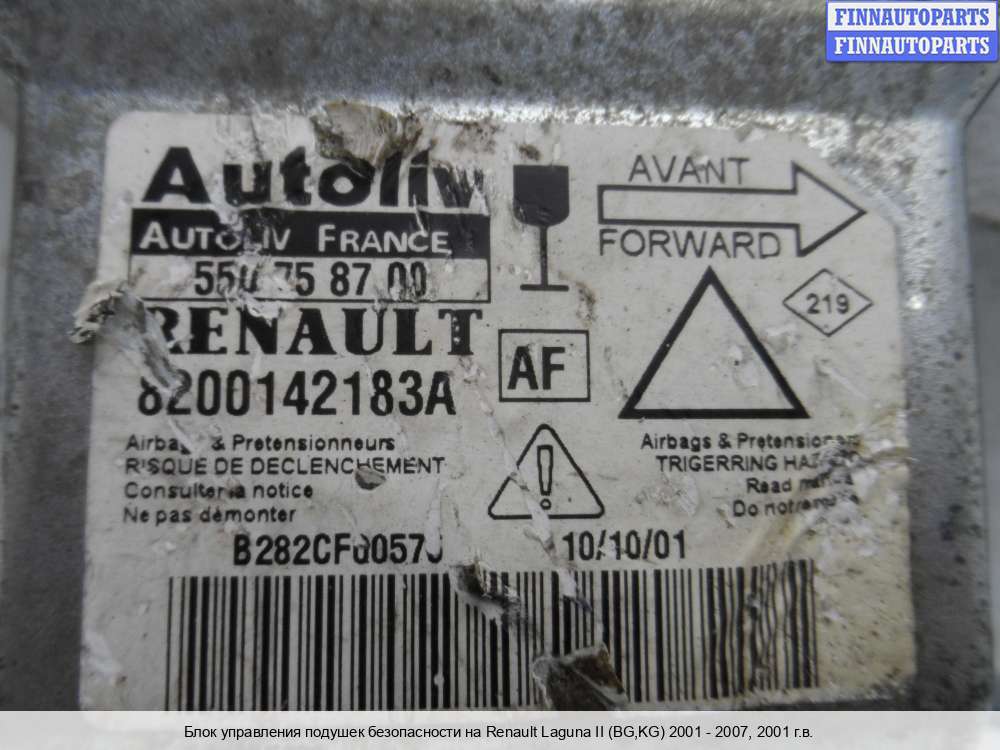 FINNAUTOPARTS
FINNAUTOPARTS
Autoliv
AUTOLIV FRANCE
58700
RENAULT
8200142183A
AVANT
FORWARD
219
AF
& Pretensionneurs
RISQUE DE DECLENCHEMENT
Consulter la notice
Ne pas démonter
Airbags &
TRIGERRING
Read
Do not
10/10/01
Блок управления подушек безопасности на Renault Laguna II (BG,KG) 2001 - 2007, 2001 г.в.